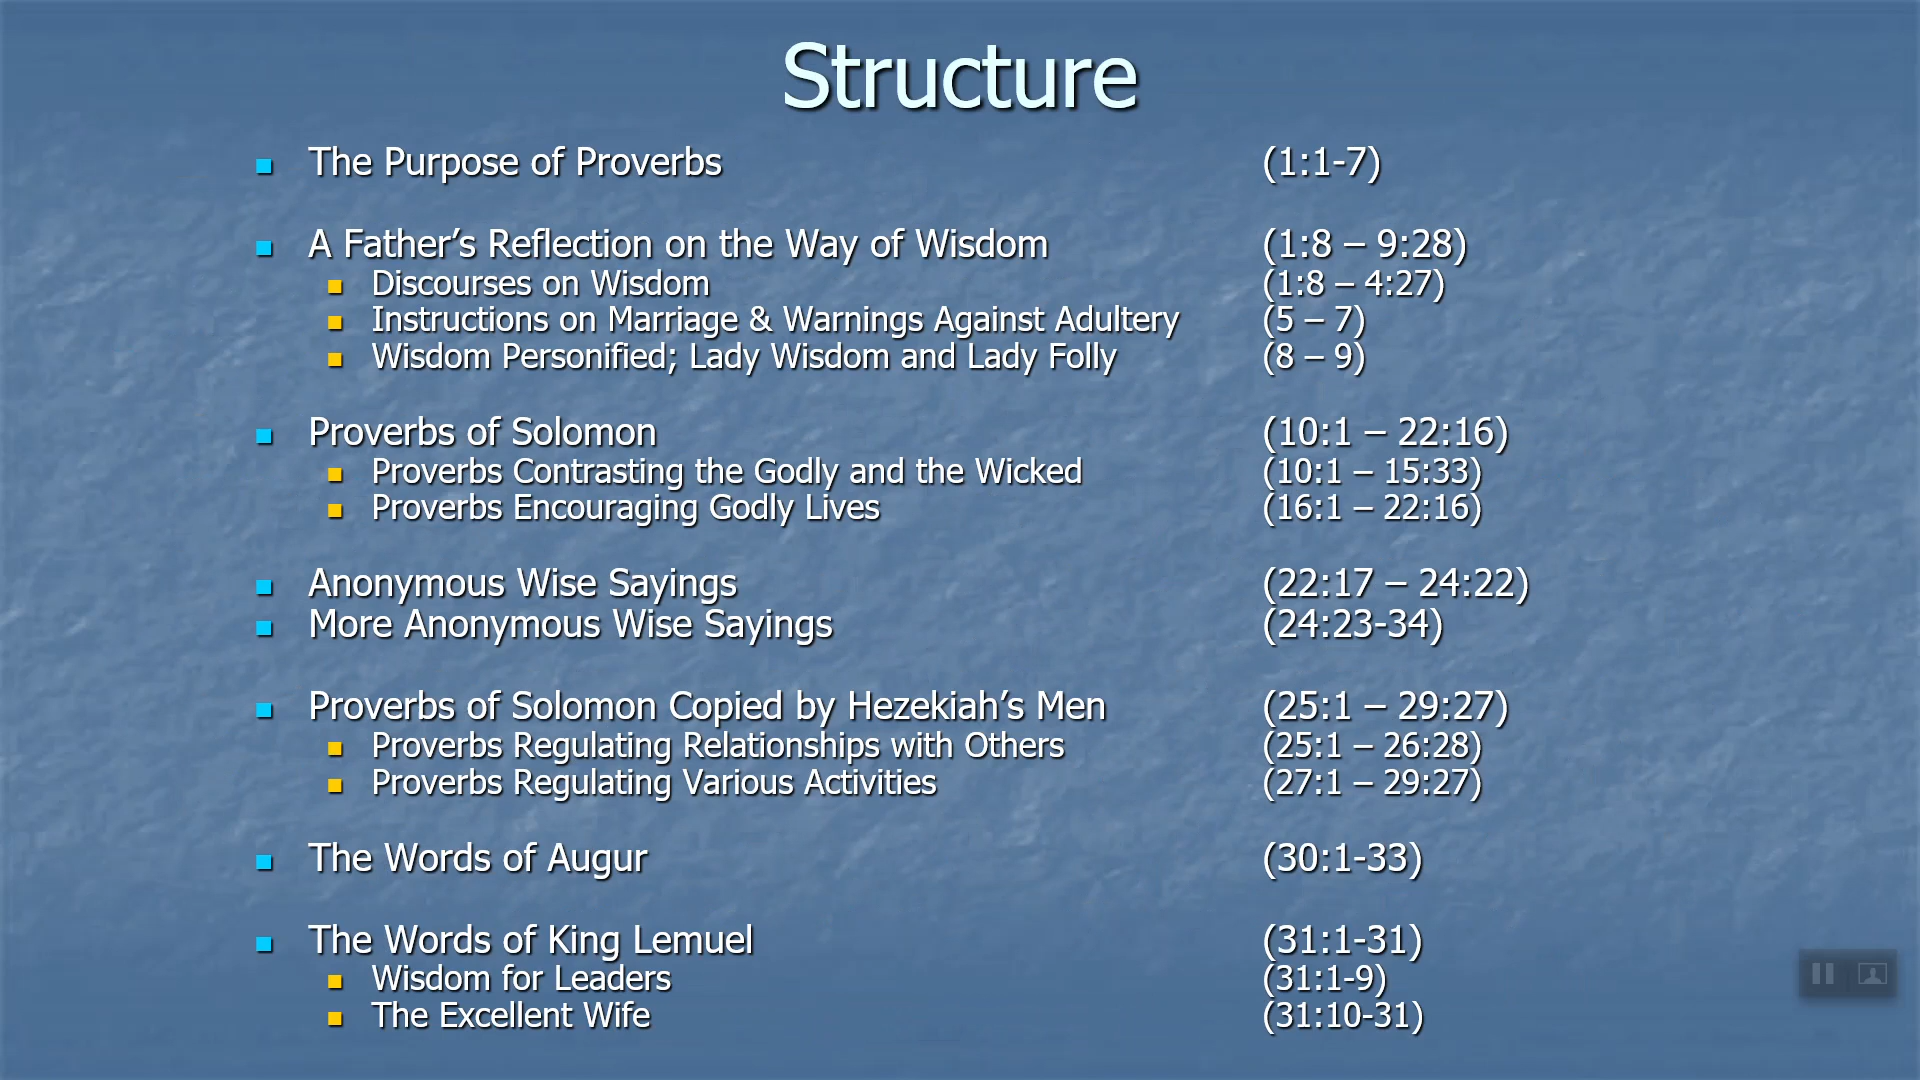 Structure
The Purpose of Proverbs (1:1-7)
A Father’s Reflection on the Way of Wisdom (1:8 – 9:28)
Discourses on Wisdom (1:8 – 4:27)
Instructions on Marriage & Warnings Against Adultery (5 – 7)
Wisdom Personified; Lady Wisdom and Lady Folly (8 – 9)
Proverbs of Solomon (10:1 – 22:16)
Proverbs Contrasting the Godly and the Wicked (10:1 – 15:33)
Proverbs Encouraging Godly Lives (16:1 – 22:16)
Anonymous Wise Sayings (22:17 – 24:22)
More Anonymous Wise Sayings (24:23-34)
Proverbs of Solomon Copied by Hezekiah’s Men (25:1 – 29:27)
Proverbs Regulating Relationships with Others (25:1 – 26:28)
Proverbs Regulating Various Activities (27:1 – 29:27)
The Words of Augur (30:1-33)
The Words of King Lemuel (31:1-31)
Wisdom for Leaders (31:1-9)
The Excellent Wife (31:10-31)